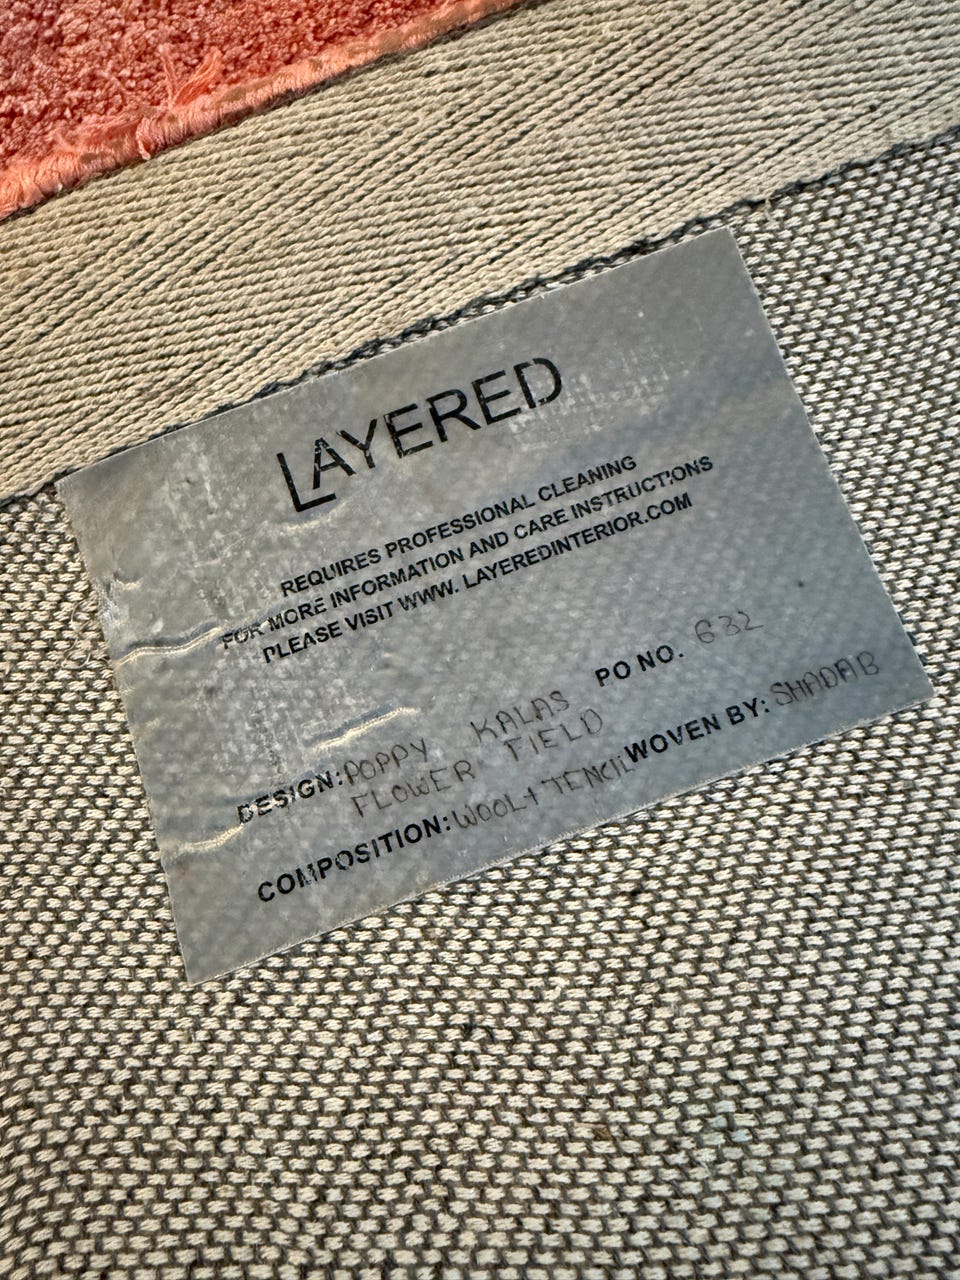 LAYERED
REQUIRES PROFESSIONAL CLEANING
FOR MORE INFORMATION AND CARE INSTRUCTIONS
PLEASE VISIT WWW. LAYEREDINTERIOR.COM
PO NO. 632
DESIGN: POPPY KALAS
FLOWER FIELD
WOVEN BY: SHADAB
COMPOSITION: WOOL+ TENCIL